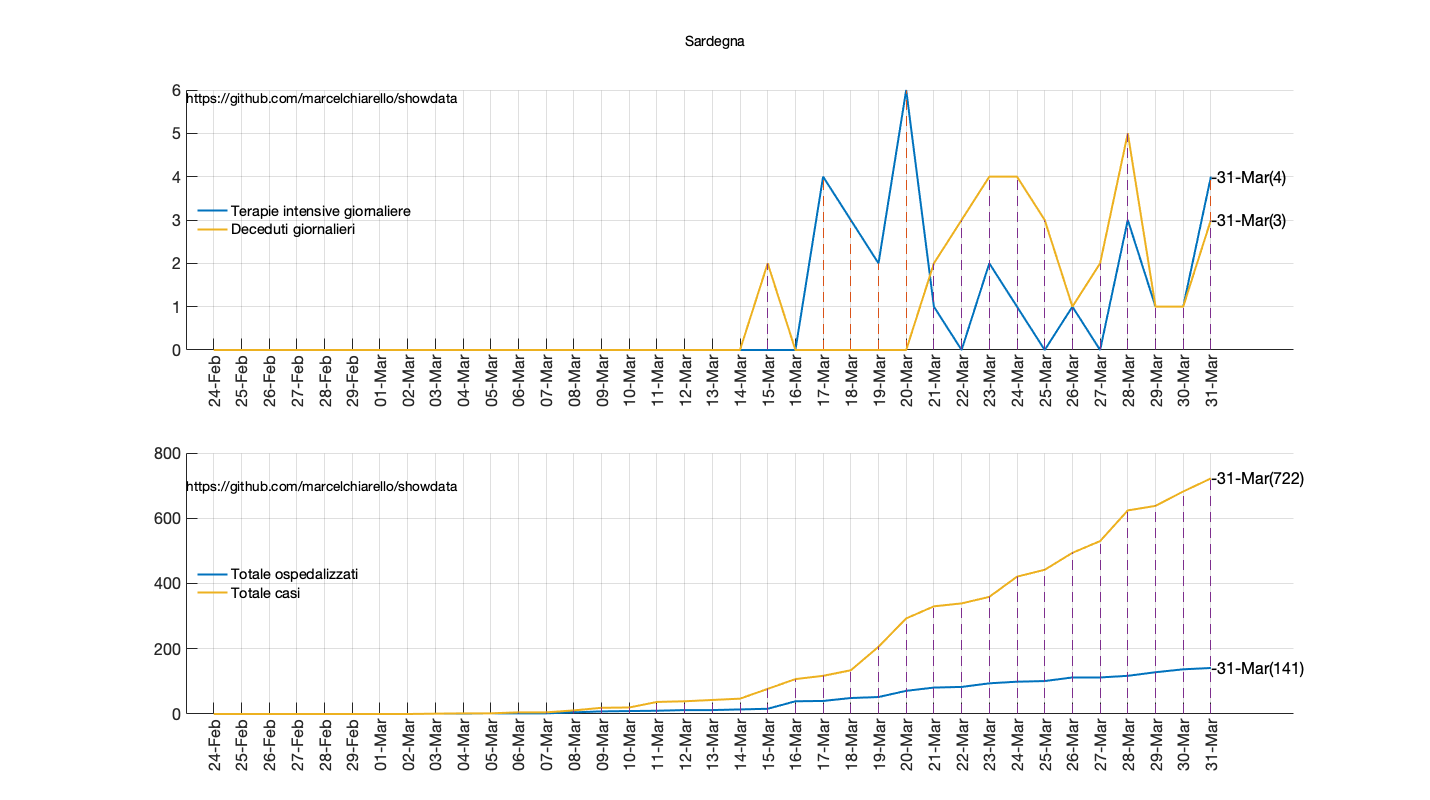 Sardegna
6
https://github.com/marcelchiarello/showdata
5
4
-31-Mar(4)
Terapie intensive giornaliere
3
-31-Mar(3)
Deceduti giornalieri
2
1
0
24-Feb
25-Feb
26-Feb
27-Feb
28-Feb
29-Feb
01-Mar
02-Mar
03-Mar
04-Mar
05-Mar
06-Mar
07-Mar
08-Mar
09-Mar
10-Mar
11-Mar
12-Mar
13-Mar
14-Mar
15-Mar
16-Mar
17-Mar
18-Mar
19-Mar
20-Mar
21-Mar
22-Mar
23-Mar
24-Mar
25-Mar
26-Mar
27-Mar
28-Mar
29-Mar
30-Mar
31-Mar
800
-31-Mar(722)
https://github.com/marcelchiarello/showdata
600
Totale ospedalizzati
400
Totale casi
200
-31-Mar(141)
0
24-Feb
25-Feb
26-Feb
27-Feb
28-Feb
29-Feb
01-Mar
02-Mar
03-Mar
04-Mar
05-Mar
06-Mar
07-Mar
08-Mar
09-Mar
10-Mar
11-Mar
12-Mar
13-Mar
14-Mar
15-Mar
16-Mar
17-Mar
18-Mar
19-Mar
20-Mar
21-Mar
22-Mar
23-Mar
24-Mar
25-Mar
26-Mar
27-Mar
28-Mar
29-Mar
30-Mar
31-Mar